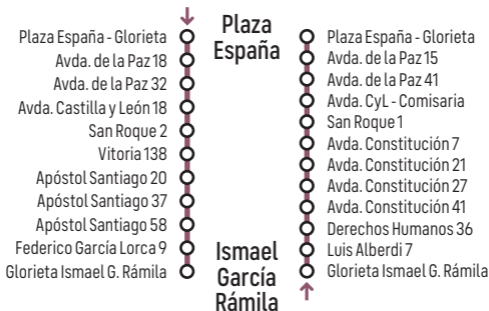 Plaza España - Glorieta
Avda. de la Paz 18
Avda. de la Paz 32
Avda. Castilla y León 18
San Roque 2
Vitoria 138
Apóstol Santiago 20
Apóstol Santiago 37
Apóstol Santiago 58
Federico García Lorca 9
Glorieta Ismael G. Rámila
Plaza
España
Ismael
García
Rámila
Plaza España - Glorieta
Avda. de la Paz 15
Avda. de la Paz 41
Avda. CyL - Comisaria
San Roque 1
Avda. Constitución 7
Avda. Constitución 21
Avda. Constitución 27
Avda. Constitución 41
Derechos Humanos 36
Luis Alberdi 7
Glorieta Ismael G. Rámila